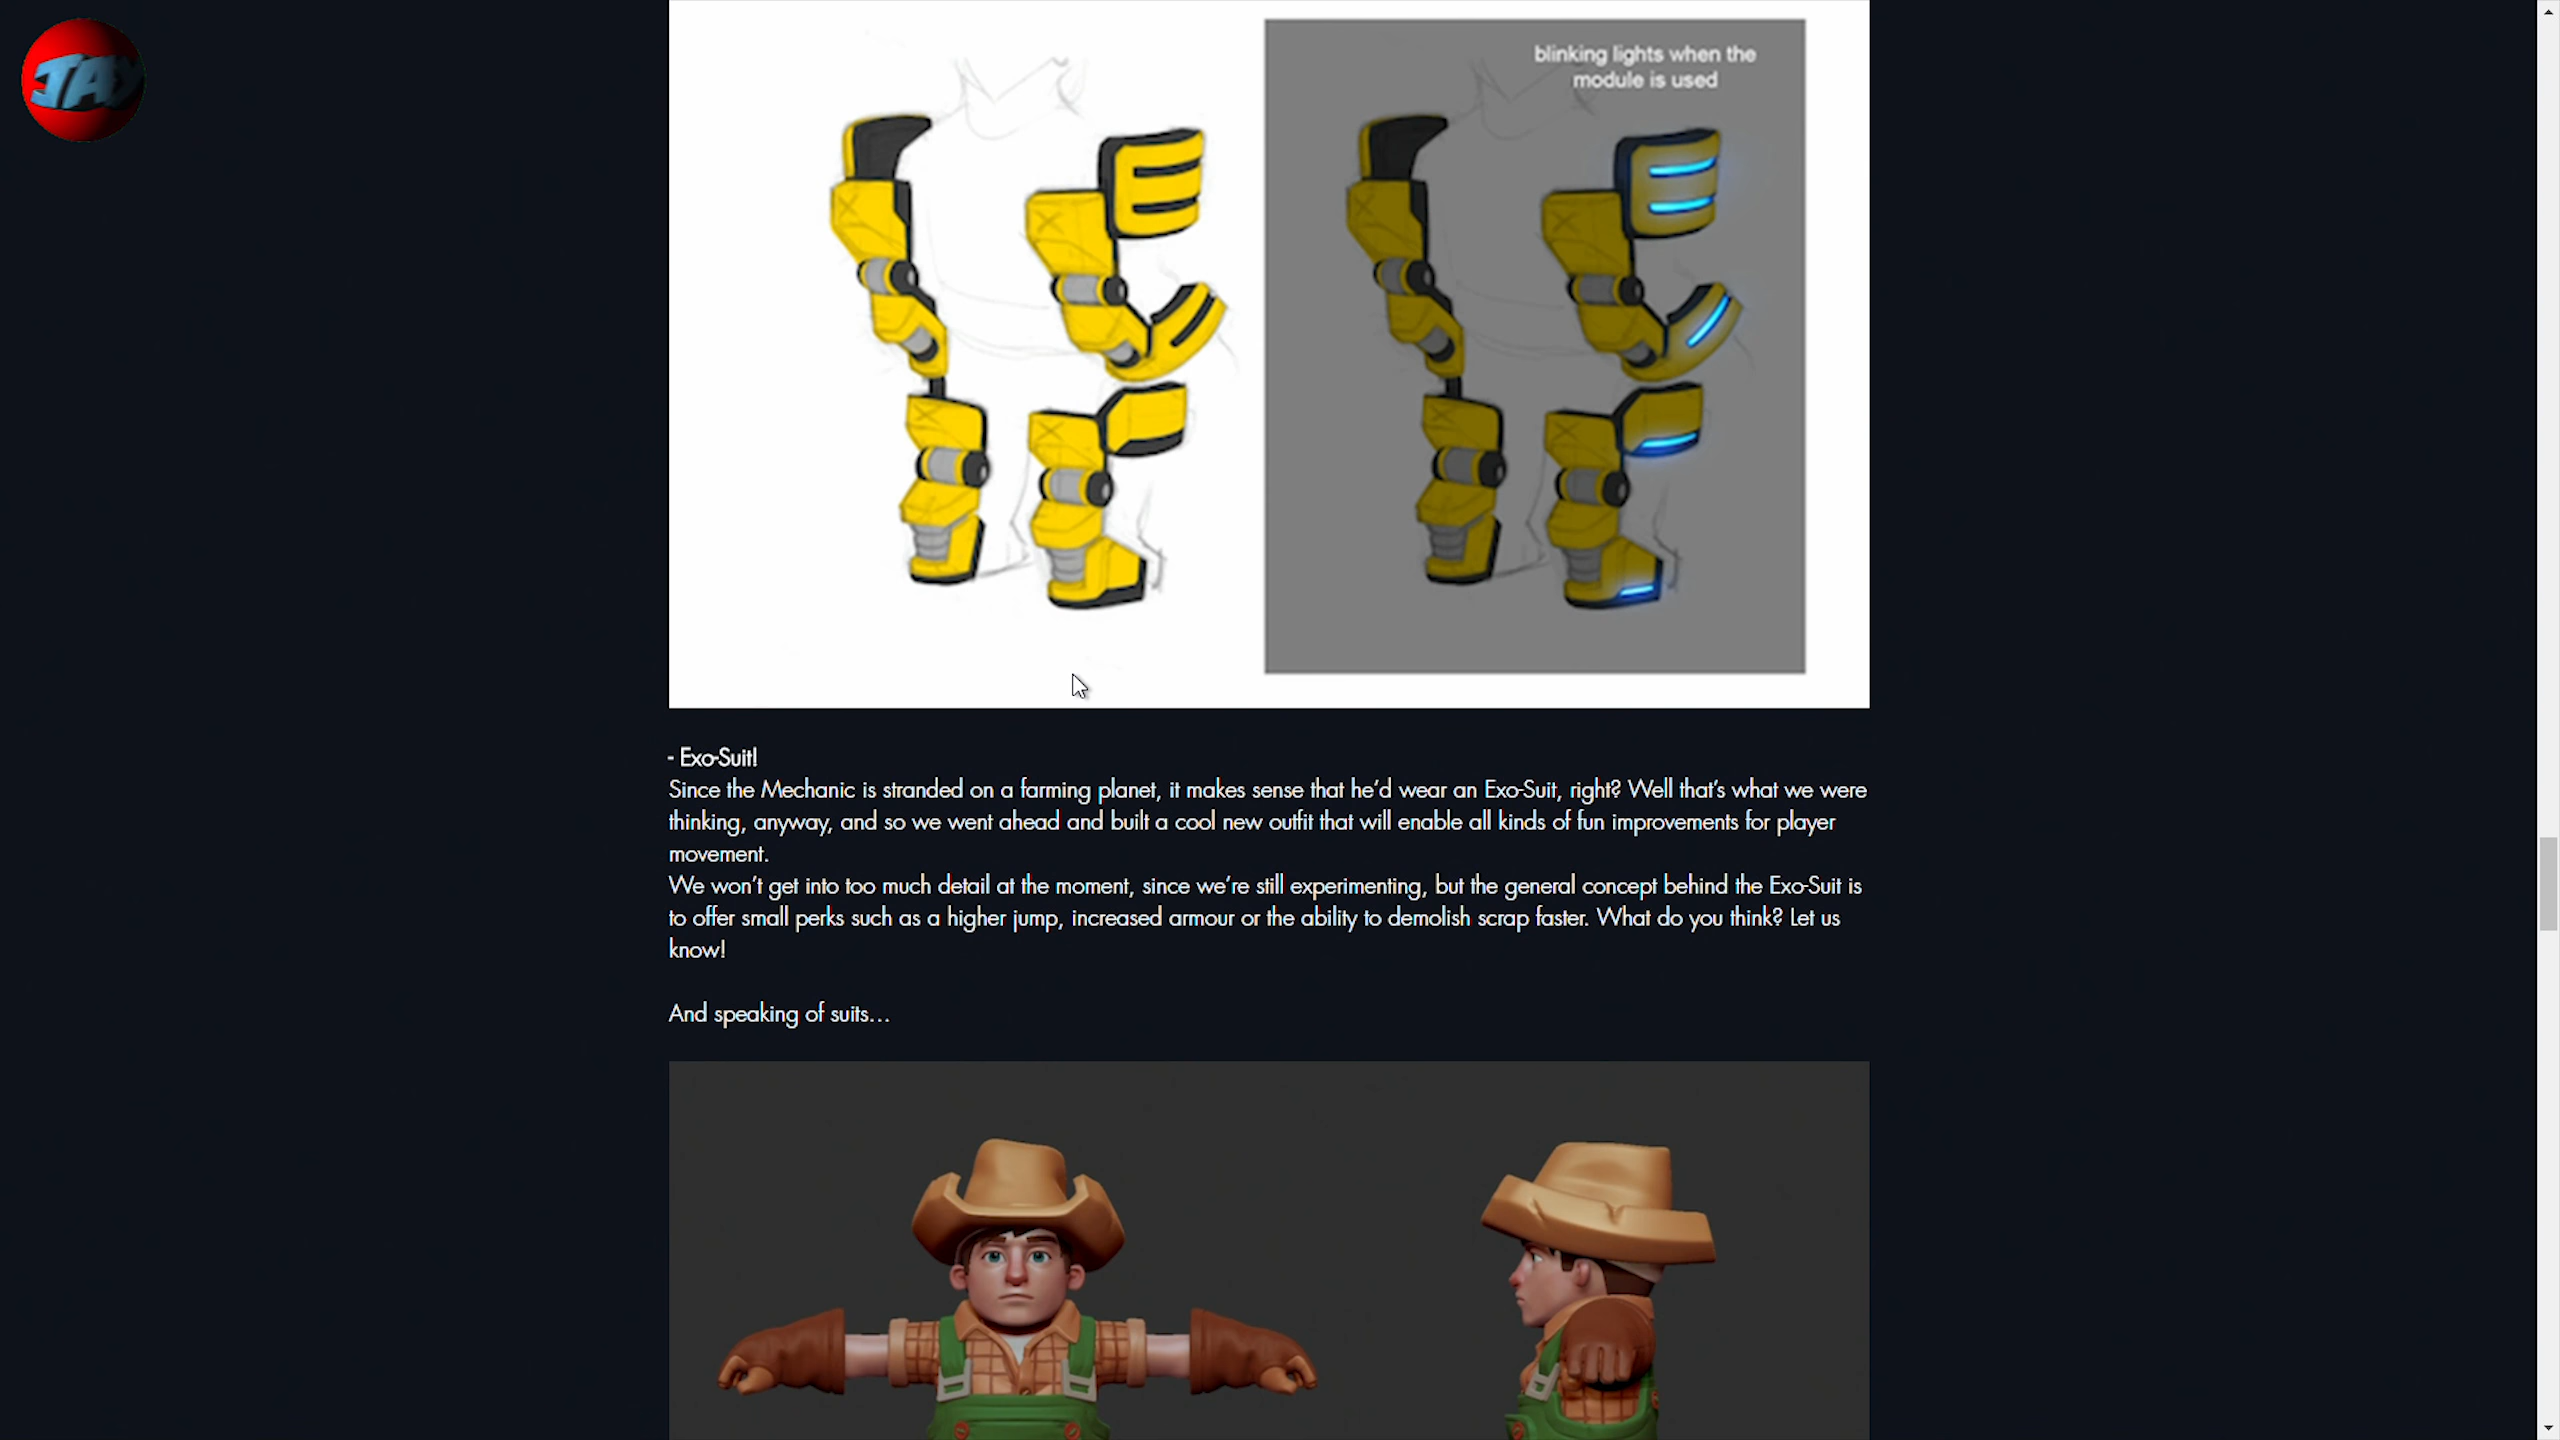 JAY
blinking lights when the
module is used
- Exo-Suit!
Since the Mechanic is stranded on a farming planet, it makes sense that he’d wear an Exo-Suit, right? Well that’s what we were
thinking, anyway, and so we went ahead and built a cool new outfit that will enable all kinds of fun improvements for player
movement.
We won’t get into too much detail at the moment, since we’re still experimenting, but the general concept behind the Exo-Suit is
to offer small perks such as a higher jump, increased armour or the ability to demolish scrap faster. What do you think? Let us
know!
And speaking of suits…